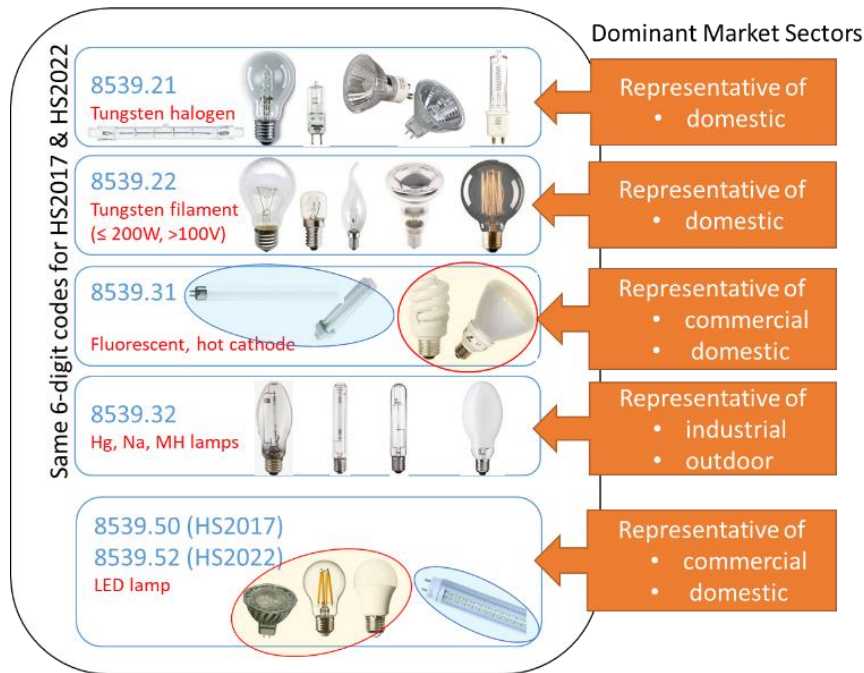 Same 6-digit codes for HS2017 & HS2022
Dominant Market Sectors
8539.21
Tungsten halogen
Representative of
• domestic
8539.22
Tungsten filament
(≤ 200W, >100V)
Representative of
• domestic
8539.31
Fluorescent, hot cathode
Representative of
• commercial
• domestic
8539.32
Hg, Na, MH lamps
Representative of
• industrial
• outdoor
8539.50 (HS2017)
8539.52 (HS2022)
LED lamp
Representative of
• commercial
• domestic